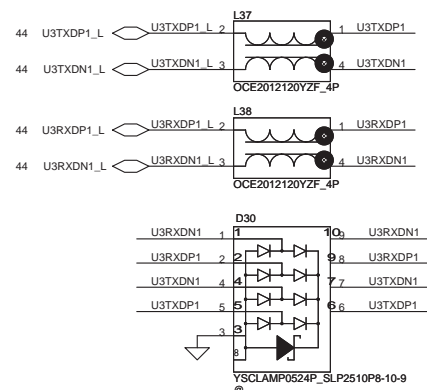 L37
44 U3TXDP1_L U3TXDP1_L 2 1 U3TXDP1
44 U3TXDN1_L U3TXDN1_L 3 4 U3TXDN1
OCE2012120YZF_4P
L38
44 U3RXDP1_L U3RXDP1_L 2 1 U3RXDP1
44 U3RXDN1_L U3RXDN1_L 3 4 U3RXDN1
OCE2012120YZF_4P
D30
U3RXDN1 1 1 10 9 U3RXDN1
U3RXDP1 2 2 9 8 U3RXDP1
U3TXDN1 4 4 7 7 U3TXDN1
U3TXDP1 5 5 6 6 U3TXDP1
3 3
8
YSCLAMP0524P_SLP2510P8-10-9
@